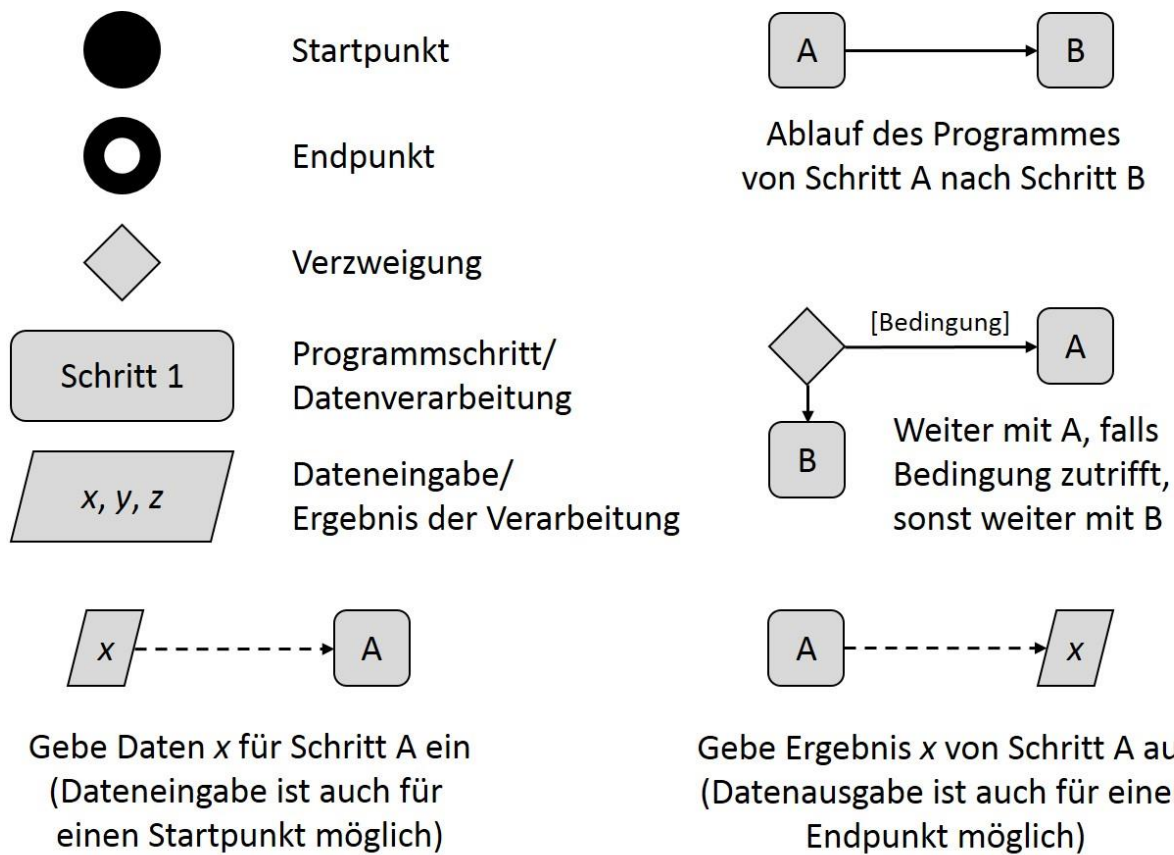 Startpunkt
Endpunkt
Verzweigung
Schritt 1
Programmschritt/
Datenverarbeitung
x, y, z
Dateneingabe/
Ergebnis der Verarbeitung
A
B
Ablauf des Programmes
von Schritt A nach Schritt B
[Bedingung]
A
B
Weiter mit A, falls
Bedingung zutrifft,
sonst weiter mit B
x
A
Gebe Daten x für Schritt A ein
(Dateneingabe ist auch für
einen Startpunkt möglich)
A
x
Gebe Ergebnis x von Schritt A au
(Datenausgabe ist auch für eine
Endpunkt möglich)